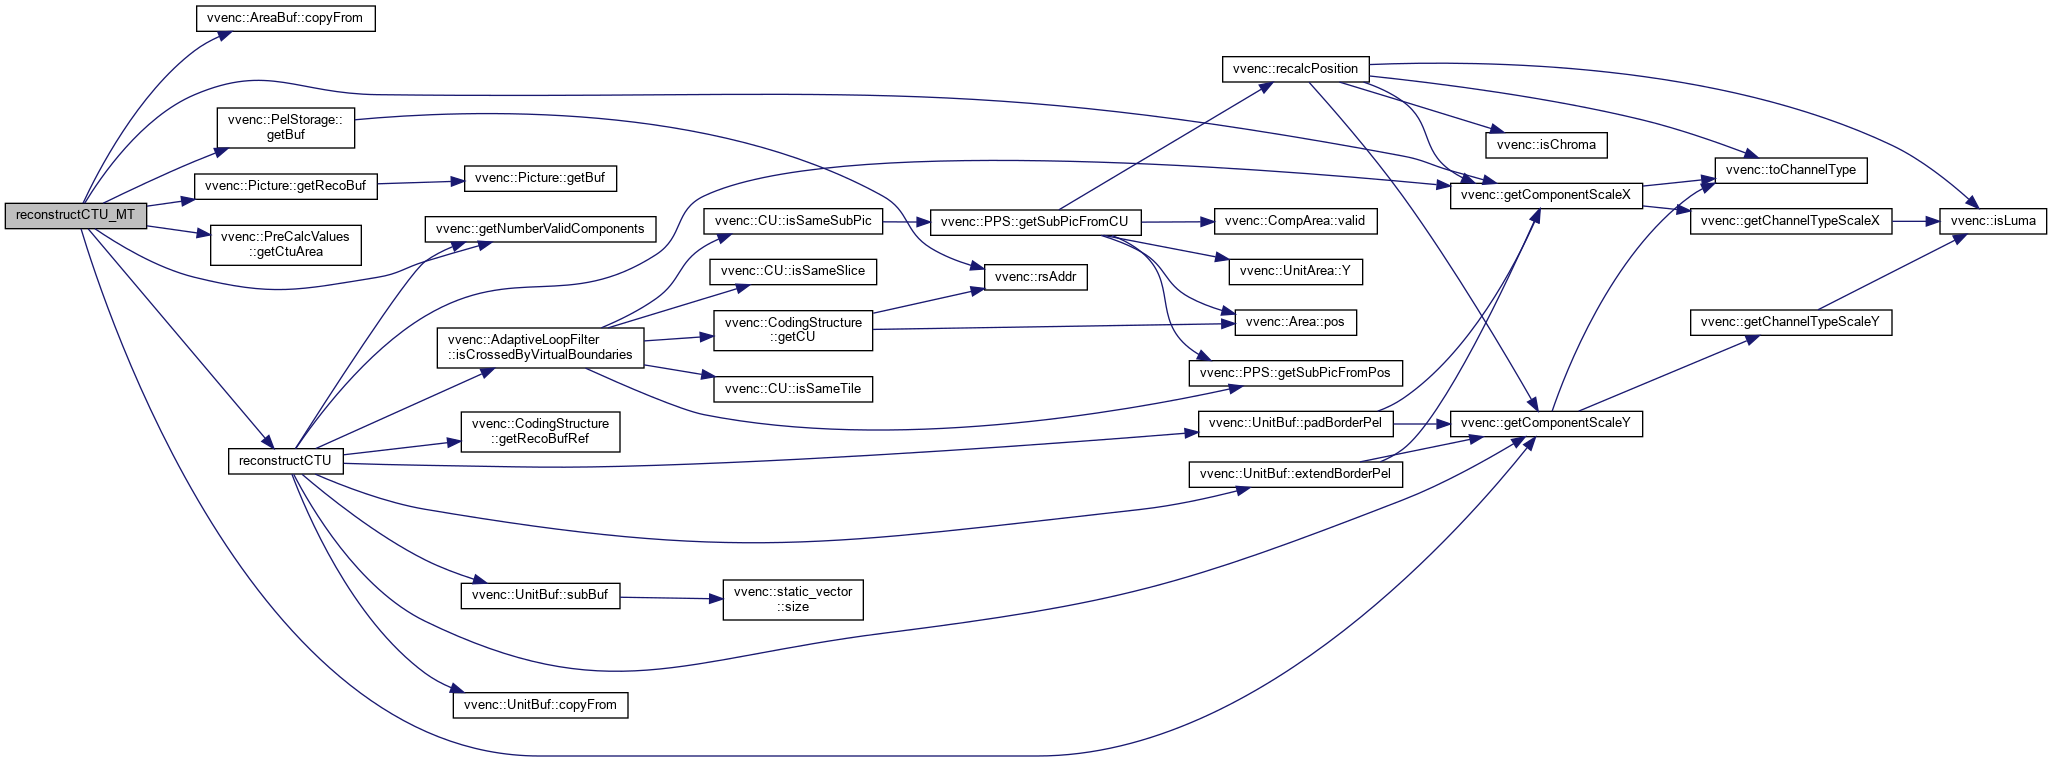 reconstructCTU_MT
vvenc::AreaBuf::copyFrom
vvenc::PelStorage::
getBuf
vvenc::Picture::getRecoBuf
vvenc::PreCalcValues
::getCtuArea
reconstructCTU
vvenc::Picture::getBuf
vvenc::getNumberValidComponents
vvenc::AdaptiveLoopFilter
::isCrossedByVirtualBoundaries
vvenc::CodingStructure
::getRecoBufRef
vvenc::UnitBuf::subBuf
vvenc::UnitBuf::copyFrom
vvenc::CU::isSameSubPic
vvenc::CU::isSameSlice
vvenc::CodingStructure
::getCU
vvenc::CU::isSameTile
vvenc::static_vector
::size
vvenc::PPS::getSubPicFromCU
vvenc::rsAddr
vvenc::recalcPosition
vvenc::CompArea::valid
vvenc::UnitArea::Y
vvenc::Area::pos
vvenc::PPS::getSubPicFromPos
vvenc::UnitBuf::padBorderPel
vvenc::UnitBuf::extendBorderPel
vvenc::isChroma
vvenc::getComponentScaleX
vvenc::getComponentScaleY
vvenc::toChannelType
vvenc::getChannelTypeScaleX
vvenc::getChannelTypeScaleY
vvenc::isLuma